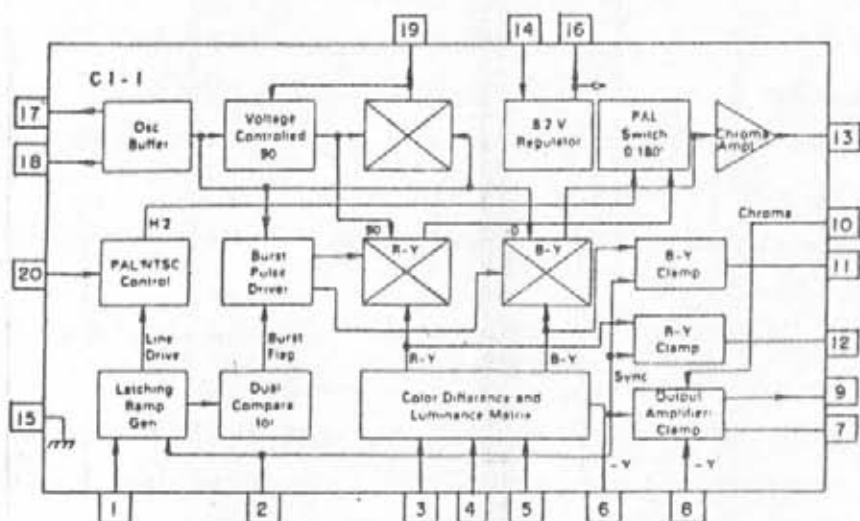 19
14
16
C I - 1
17
18
Osc
Buffer
Voltage
Controlled
90
8.2 V
Regulator
PAL
Switch
0.180°
Chroma
Ampl.
13
H 2
Chroma
10
90
R-Y
0
B-Y
20
PAL/NTSC
Control
Burst
Pulse
Driver
B-Y
Clamp
11
Line
Drive
Burst
Flag
R-Y
B-Y
R-Y
Clamp
12
Sync
15
Latching
Ramp
Gen
Dual
Compara
tor
Color Difference and
Luminance Matrix
Output
Amplifier/
Clamp
9
7
-Y
-Y
1
2
3
4
5
6
8